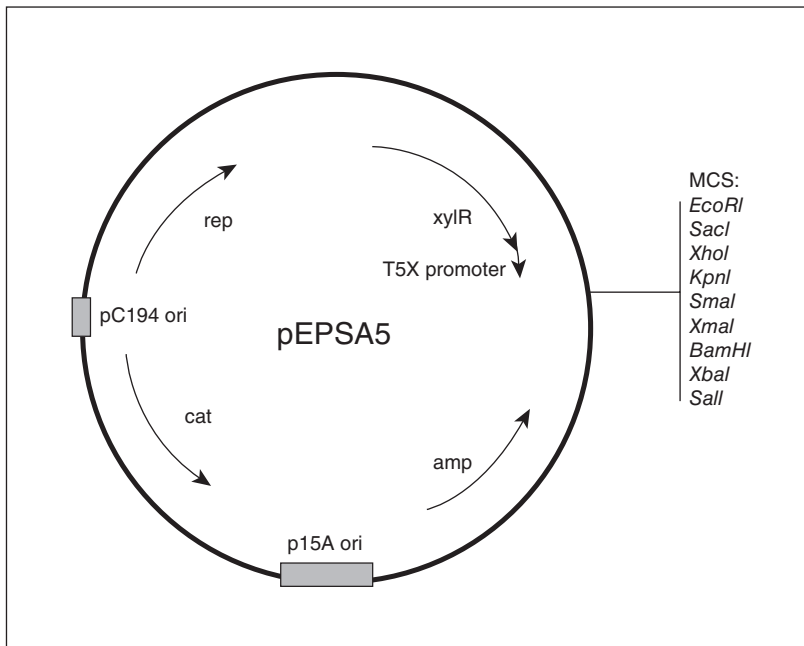 rep
xylR
T5X promoter
pC194 ori
pEPSA5
cat
amp
p15A ori
MCS:
EcoRI
SacI
XhoI
KpnI
SmaI
XmaI
BamHI
XbaI
SalI